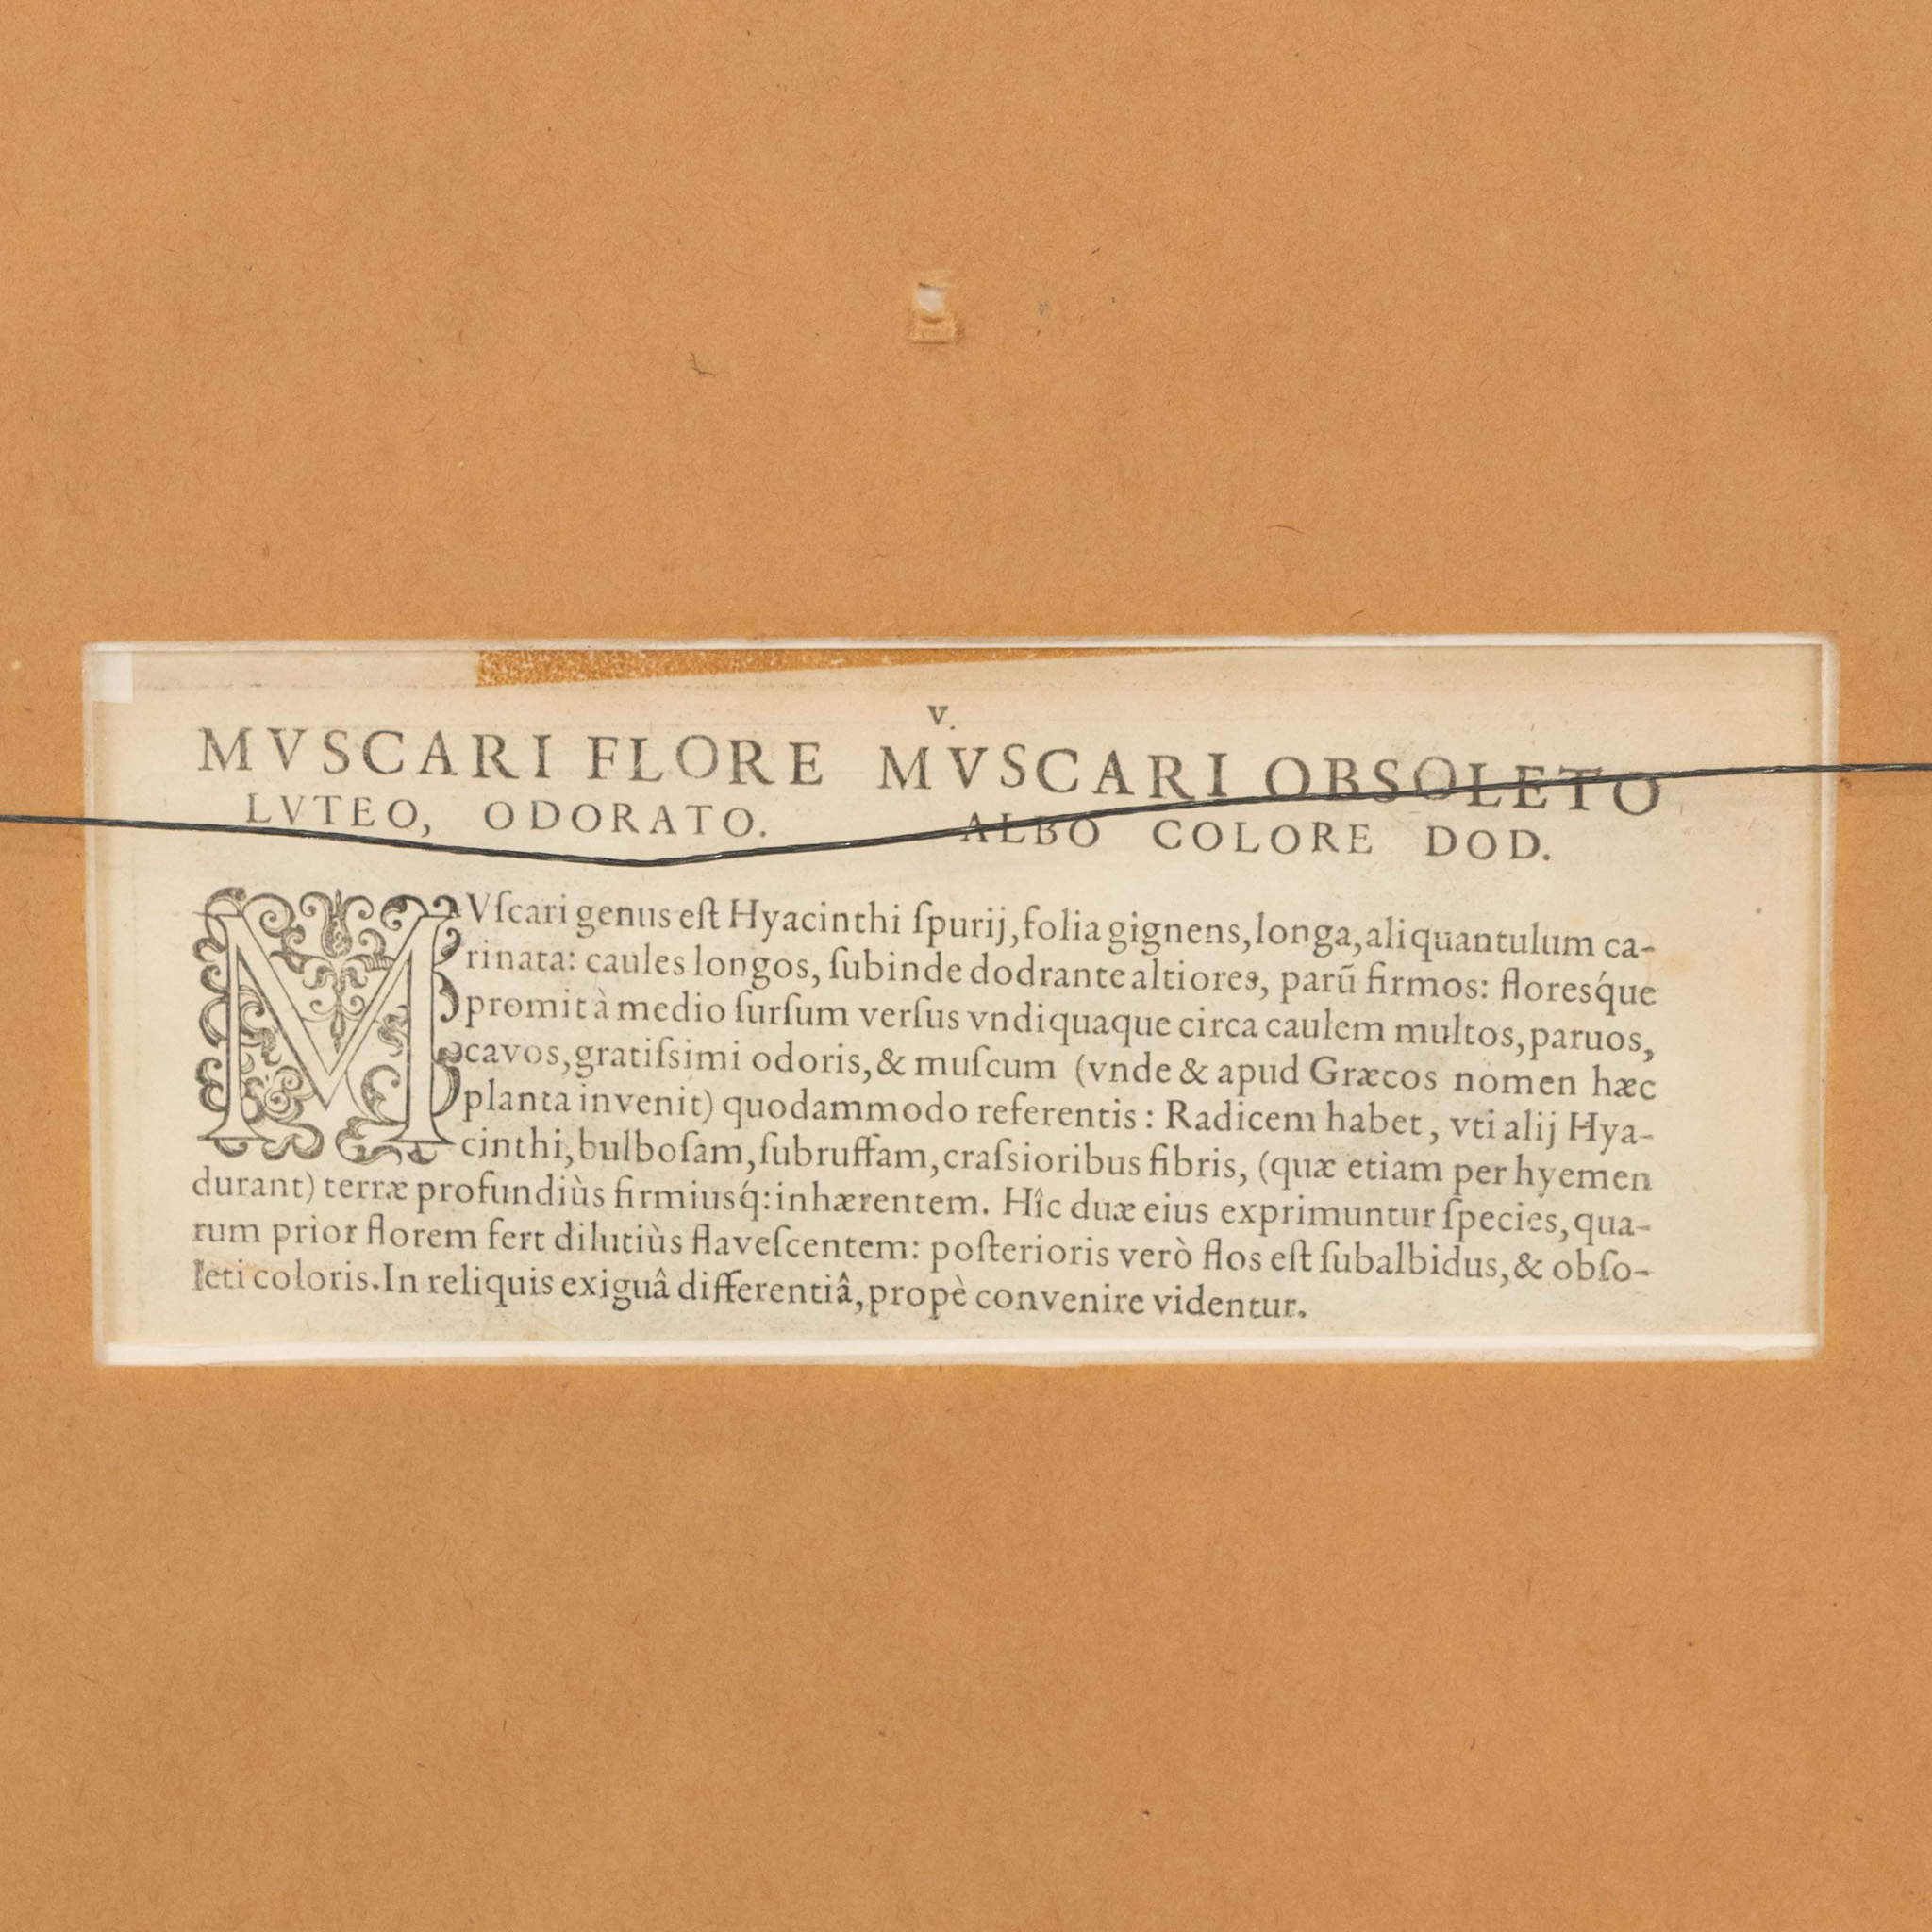 V.
MVSCARI FLORE MVSCARI OBSOLETO
LVTEO, ODORATO. ALBO COLORE DOD.
MVſcari genus eſt Hyacinthi ſpurij, folia gignens, longa, aliquantulum ca-
rinata: caules longos, ſubinde dodrante altiores, parũ firmos: floresq́ue
promit à medio ſurſum verſus vndiquaque circa caulem multos, paruos,
cavos, gratiſsimi odoris, & muſcum (vnde & apud Græcos nomen hæc
planta invenit) quodammodo referentis: Radicem habet, vti alij Hya-
cinthi, bulboſam, ſubruffam, craſsioribus fibris, (quæ etiam per hyemen
durant) terræ profundiùs firmiusq́: inhærentem. Hîc duæ eius exprimuntur ſpecies, qua-
rum prior florem fert dilutiùs flaveſcentem: poſterioris verò flos eſt ſubalbidus, & obſo-
leti coloris. In reliquis exiguâ differentiâ, propè convenire videntur.